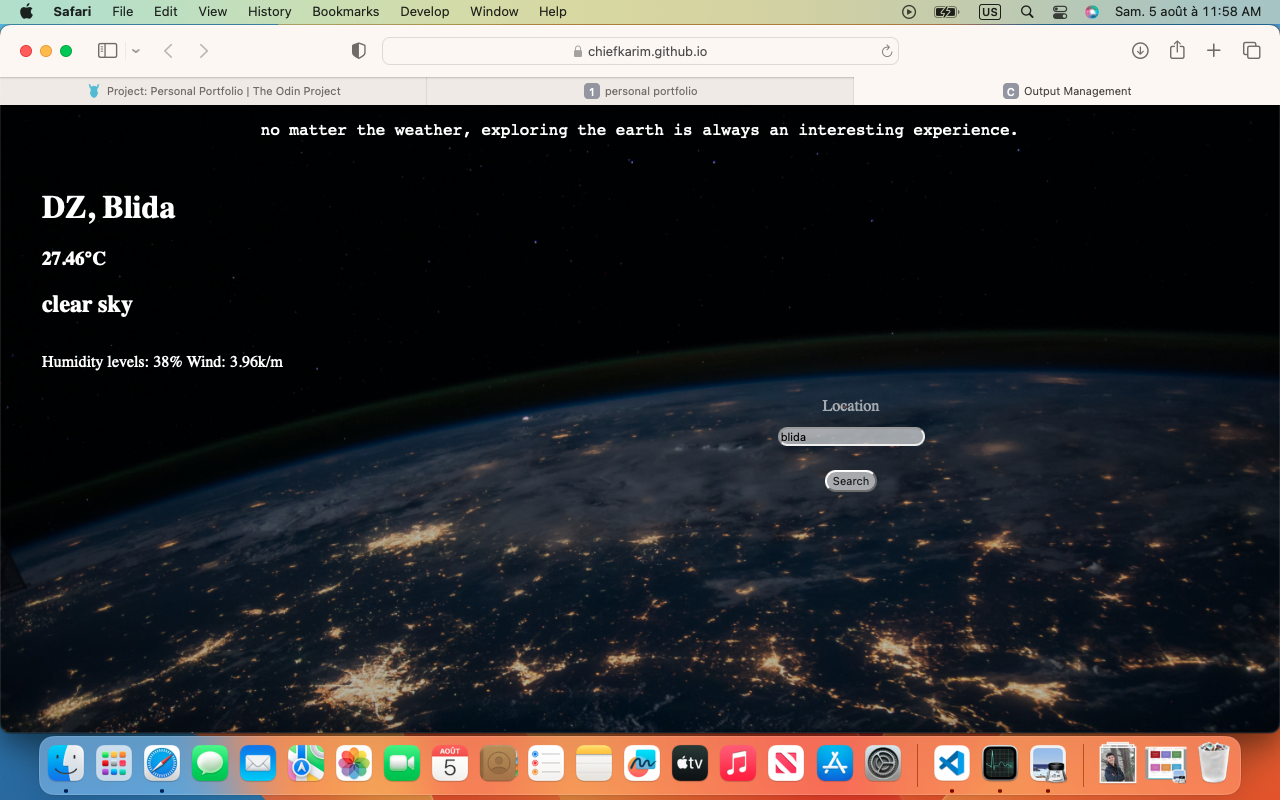 Safari File Edit View History Bookmarks Develop Window Help US Sam. 5 août à 11:58 AM
chiefkarim.github.io
Project: Personal Portfolio | The Odin Project 1 personal portfolio C Output Management
no matter the weather, exploring the earth is always an interesting experience.
DZ, Blida
27.46°C
clear sky
Humidity levels: 38% Wind: 3.96k/m
Location
blida
Search
AOÛT
5
tv